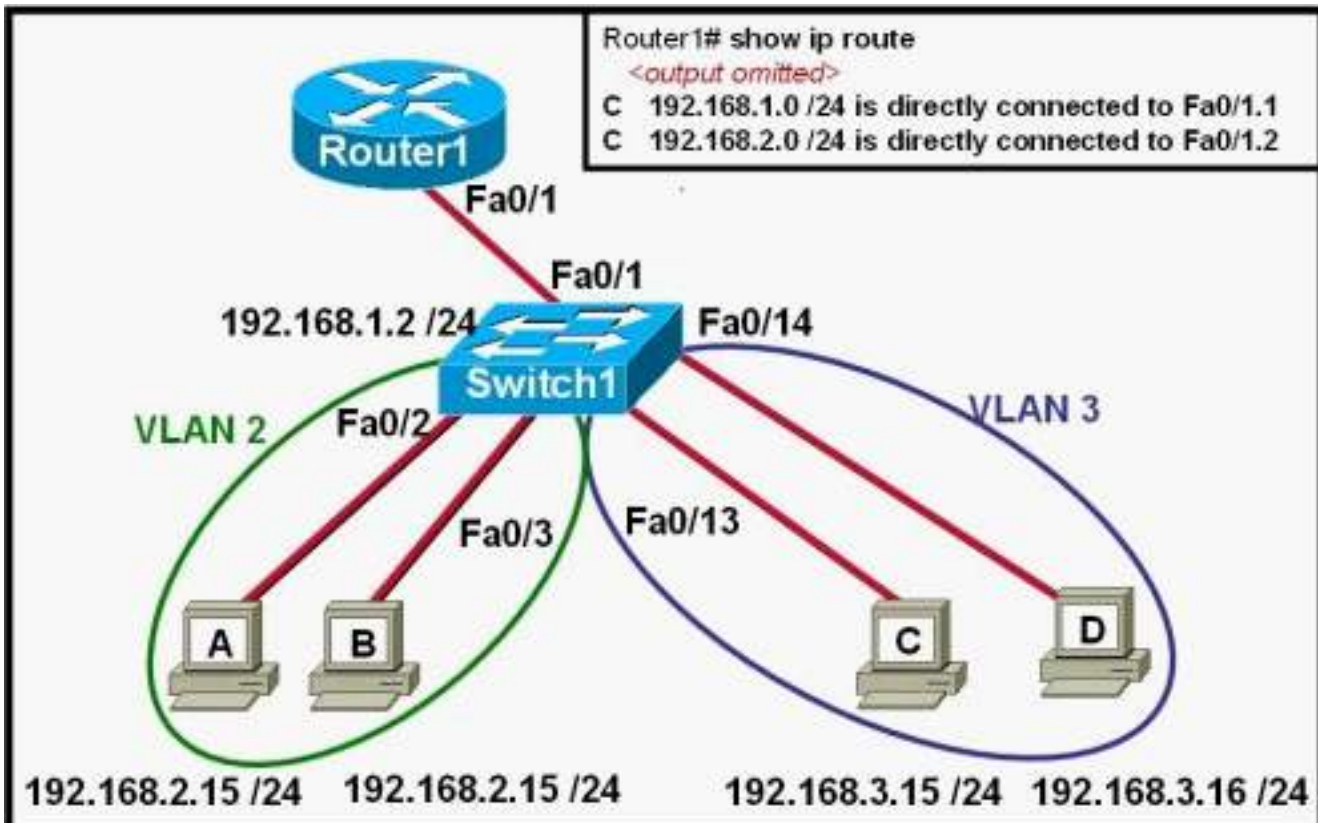 Router1# show ip route
<output omitted>
C 192.168.1.0 /24 is directly connected to Fa0/1.1
C 192.168.2.0 /24 is directly connected to Fa0/1.2
Router1
Fa0/1
Fa0/1
192.168.1.2 /24
Fa0/14
Switch1
VLAN 2
Fa0/2
VLAN 3
Fa0/3
Fa0/13
A
B
C
D
192.168.2.15 /24
192.168.2.15 /24
192.168.3.15 /24
192.168.3.16 /24